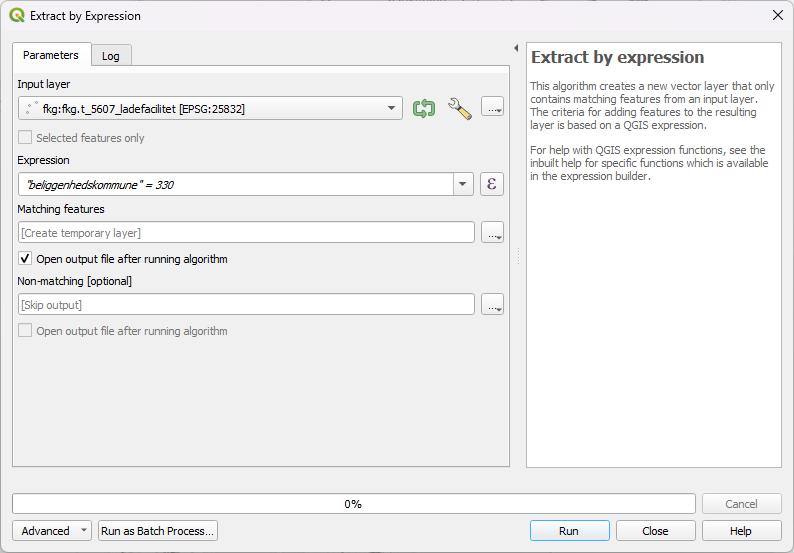 Extract by Expression
Parameters
Log
Input layer
fkg:fkg.t_5607_ladefacilitet [EPSG:25832]
...
Selected features only
Expression
"beliggenhedskommune" = 330
ε
Matching features
[Create temporary layer]
...
Open output file after running algorithm
Non-matching [optional]
[Skip output]
...
Open output file after running algorithm
Extract by expression
This algorithm creates a new vector layer that only
contains matching features from an input layer.
The criteria for adding features to the resulting
layer is based on a QGIS expression.
For help with QGIS expression functions, see the
inbuilt help for specific functions which is available
in the expression builder.
0%
Cancel
Advanced
Run as Batch Process...
Run
Close
Help